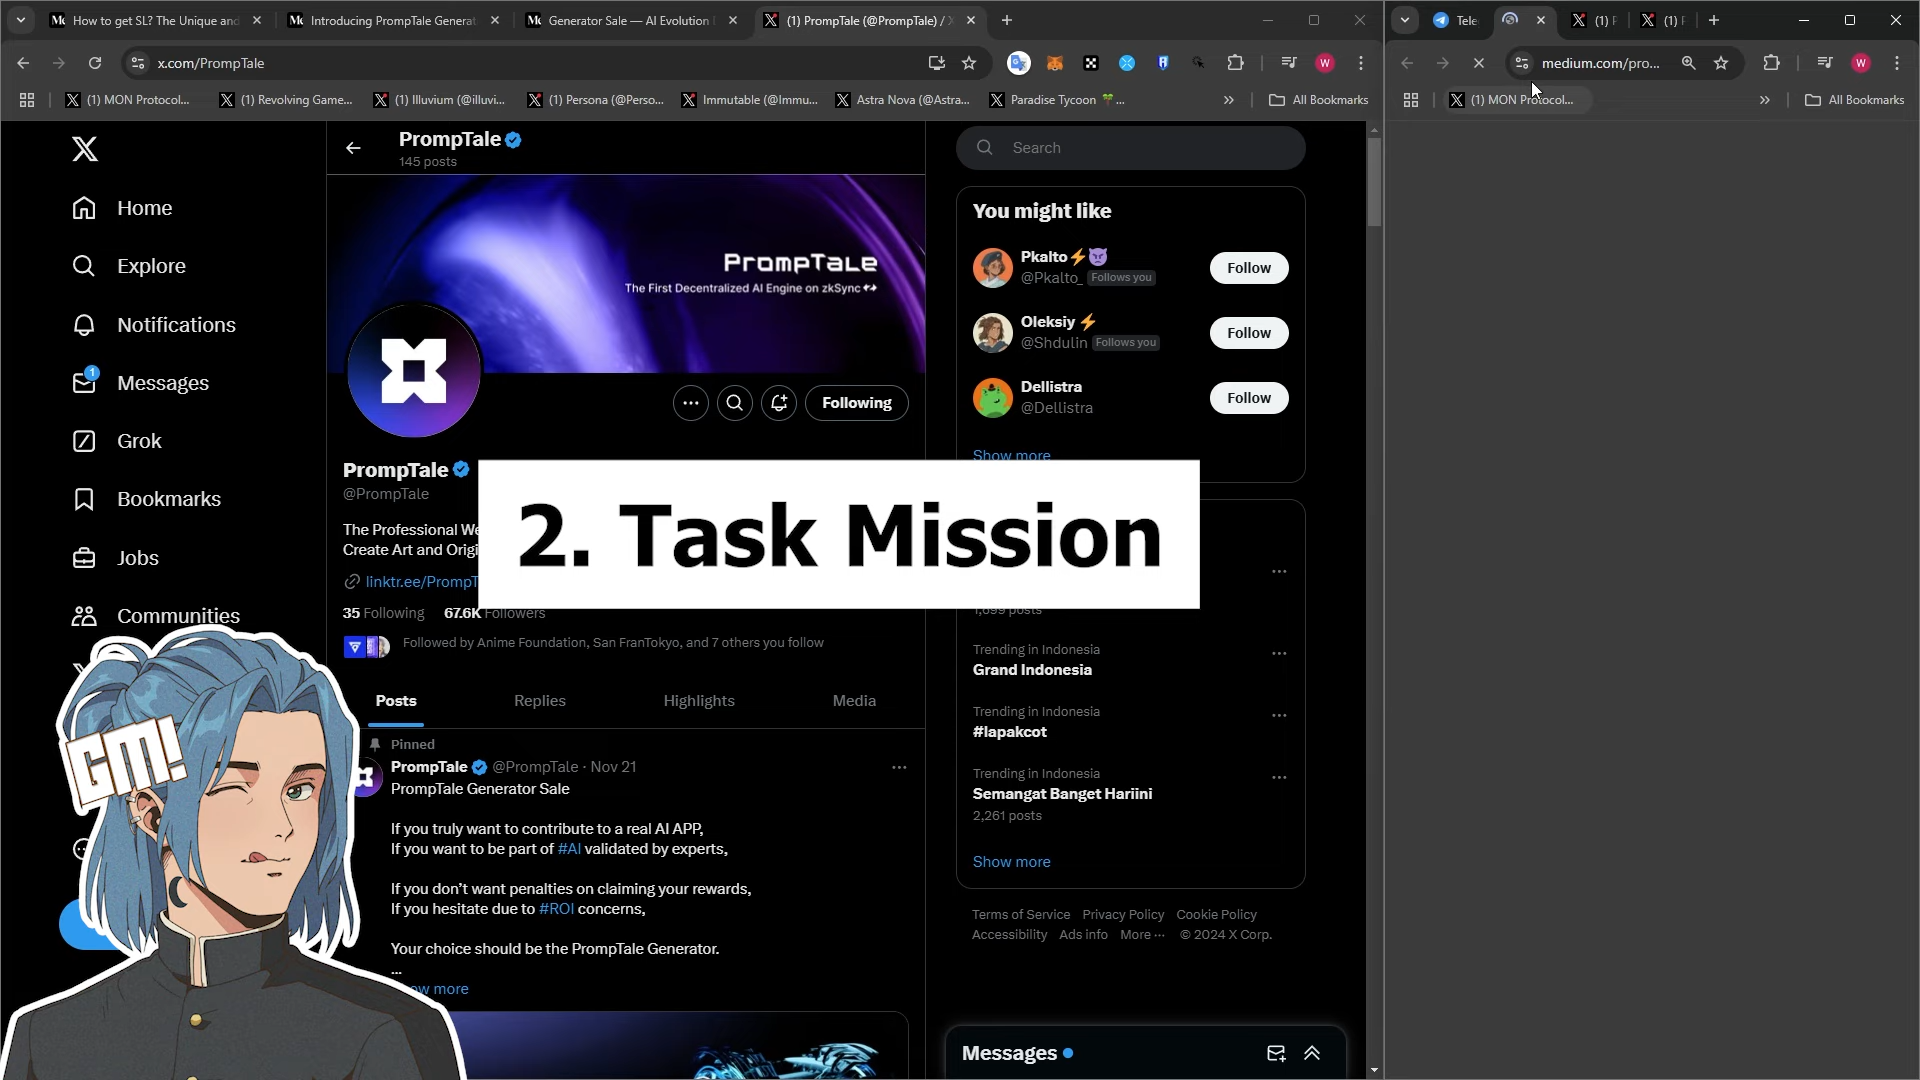 How to get SL? The Unique and
Introducing PrompTale Generat
Generator Sale — AI Evolution
(1) PrompTale (@PrompTale) / X
Tele
(1) P
(1) P
x.com/PrompTale
W
medium.com/pro...
W
(1) MON Protocol...
(1) Revolving Game...
(1) Illuvium (@illuvi...
(1) Persona (@Perso...
Immutable (@Immu...
Astra Nova (@Astra...
Paradise Tycoon 🌴...
All Bookmarks
(1) MON Protocol...
All Bookmarks
Home
Explore
Notifications
1
Messages
Grok
Bookmarks
Jobs
Communities
PrompTale
145 posts
PrompTale
The First Decentralized AI Engine on zkSync
Following
PrompTale
@PrompTale
The Professional We
Create Art and Origi
linktr.ee/PrompT
35 Following 67.6K Followers
Followed by Anime Foundation, San FranTokyo, and 7 others you follow
Posts
Replies
Highlights
Media
Pinned
PrompTale @PrompTale · Nov 21
PrompTale Generator Sale
If you truly want to contribute to a real AI APP,
If you want to be part of #AI validated by experts,
If you don't want penalties on claiming your rewards,
If you hesitate due to #ROI concerns,
Your choice should be the PrompTale Generator.
...
ow more
2. Task Mission
GM!
Search
You might like
Pkalto⚡😈
@Pkalto_ Follows you
Follow
Oleksiy ⚡
@Shdulin Follows you
Follow
Dellistra
@Dellistra
Follow
Show more
1,699 posts
Trending in Indonesia
Grand Indonesia
Trending in Indonesia
#lapakcot
Trending in Indonesia
Semangat Banget Hariini
2,261 posts
Show more
Terms of Service Privacy Policy Cookie Policy
Accessibility Ads info More ··· © 2024 X Corp.
Messages